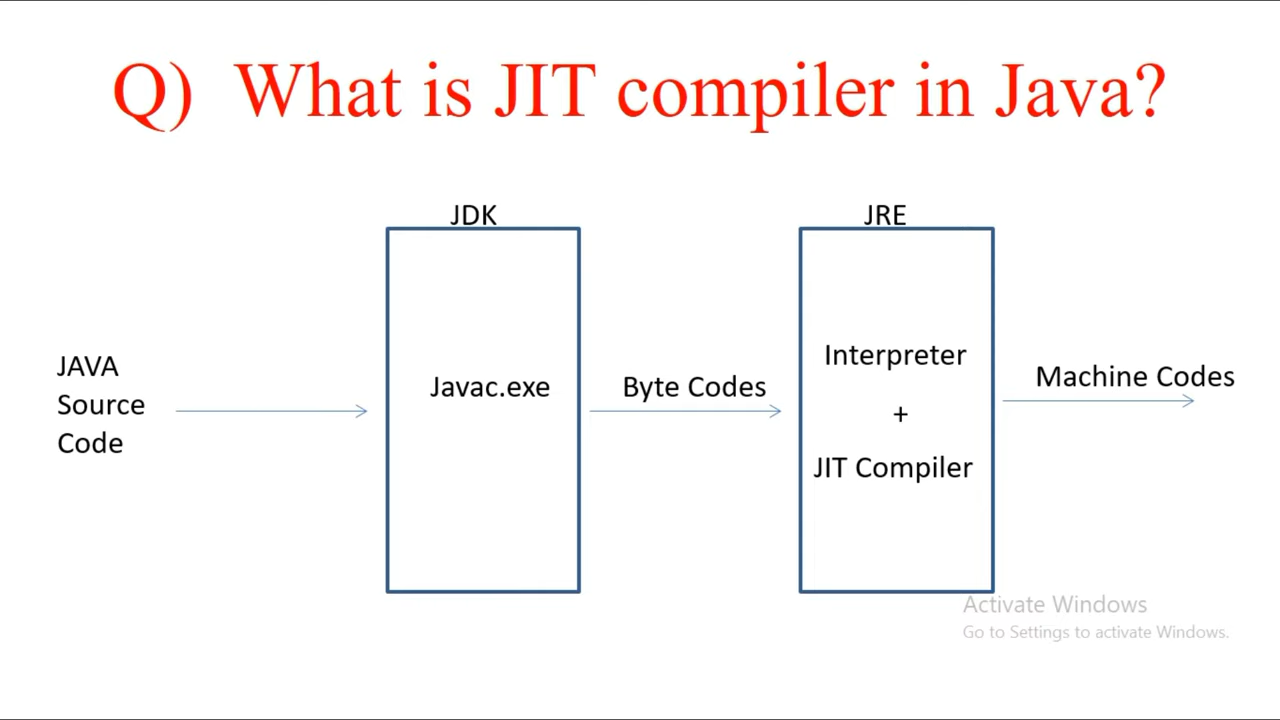 Q) What is JIT compiler in Java?
JDK
JRE
JAVA
Source
Code
Javac.exe
Byte Codes
Interpreter
+
JIT Compiler
Machine Codes
Activate Windows
Go to Settings to activate Windows.